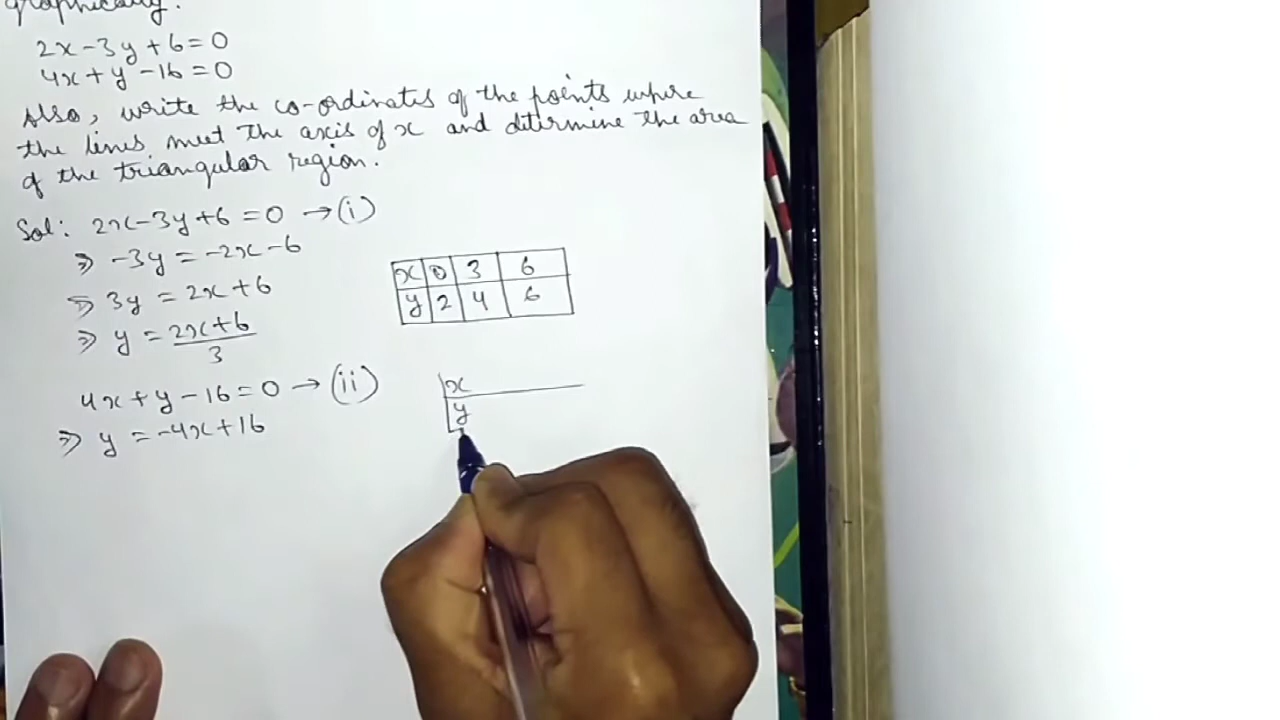 graphically.
2x-3y+6=0
4x+y-16=0
Also, write the co-ordinates of the points where
the lines meet the axis of x and ditirmine the area
of the triangular region.
Sol: 2x-3y+6=0 →(i)
⇒ -3y=-2x-6
⇒ 3y=2x+6
⇒ y=2x+6/3
x 0 3 6
y 2 4 6
4x+y-16=0 →(ii)
⇒ y=-4x+16
x
y